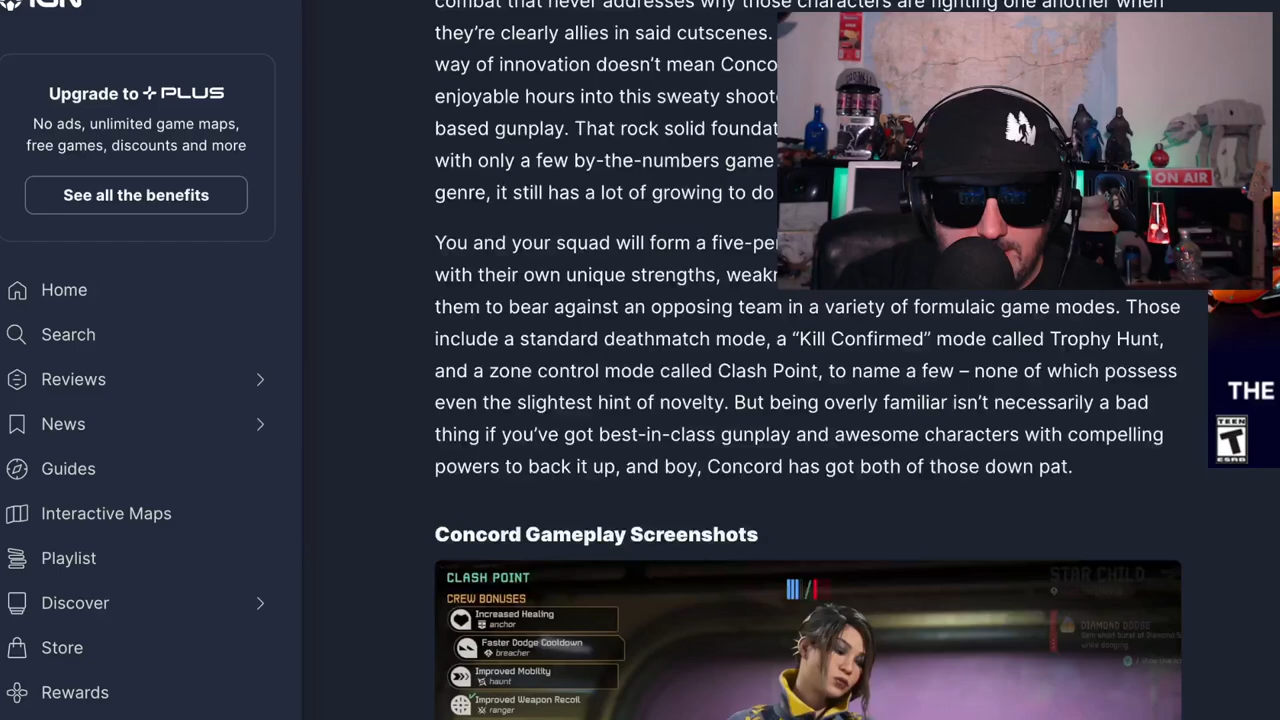 IGN
Upgrade to PLUS
No ads, unlimited game maps,
free games, discounts and more
See all the benefits
Home
Search
Reviews
News
Guides
Interactive Maps
Playlist
Discover
Store
Rewards
combat that never addresses why those characters are fighting one another when
they're clearly allies in said cutscenes.
way of innovation doesn't mean Conco
enjoyable hours into this sweaty shoot
based gunplay. That rock solid foundat
with only a few by-the-numbers game
genre, it still has a lot of growing to do
You and your squad will form a five-pe
with their own unique strengths, weak
them to bear against an opposing team in a variety of formulaic game modes. Those
include a standard deathmatch mode, a “Kill Confirmed” mode called Trophy Hunt,
and a zone control mode called Clash Point, to name a few – none of which possess
even the slightest hint of novelty. But being overly familiar isn't necessarily a bad
thing if you've got best-in-class gunplay and awesome characters with compelling
powers to back it up, and boy, Concord has got both of those down pat.
Concord Gameplay Screenshots
CLASH POINT
CREW BONUSES
Increased Healing
anchor
Faster Dodge Cooldown
breacher
Improved Mobility
haunt
Improved Weapon Recoil
ranger
STAR CHILD
DIAMOND DODGE
while dodging
ON AIR
THE
TEEN
T
ESRB